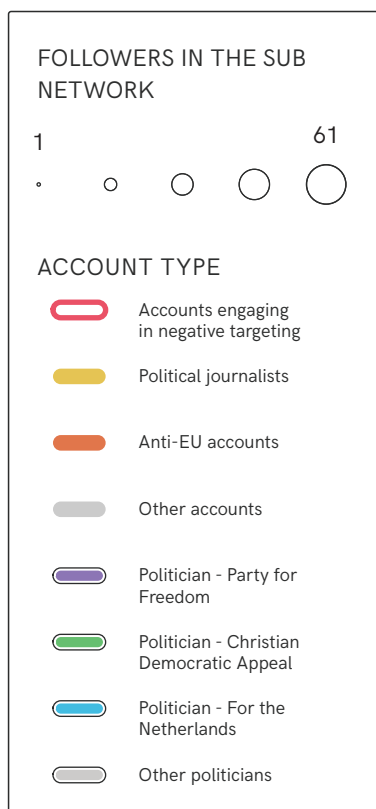 FOLLOWERS IN THE SUB
NETWORK
1
61
ACCOUNT TYPE
Accounts engaging
in negative targeting
Political journalists
Anti-EU accounts
Other accounts
Politician - Party for
Freedom
Politician - Christian
Democratic Appeal
Politician - For the
Netherlands
Other politicians